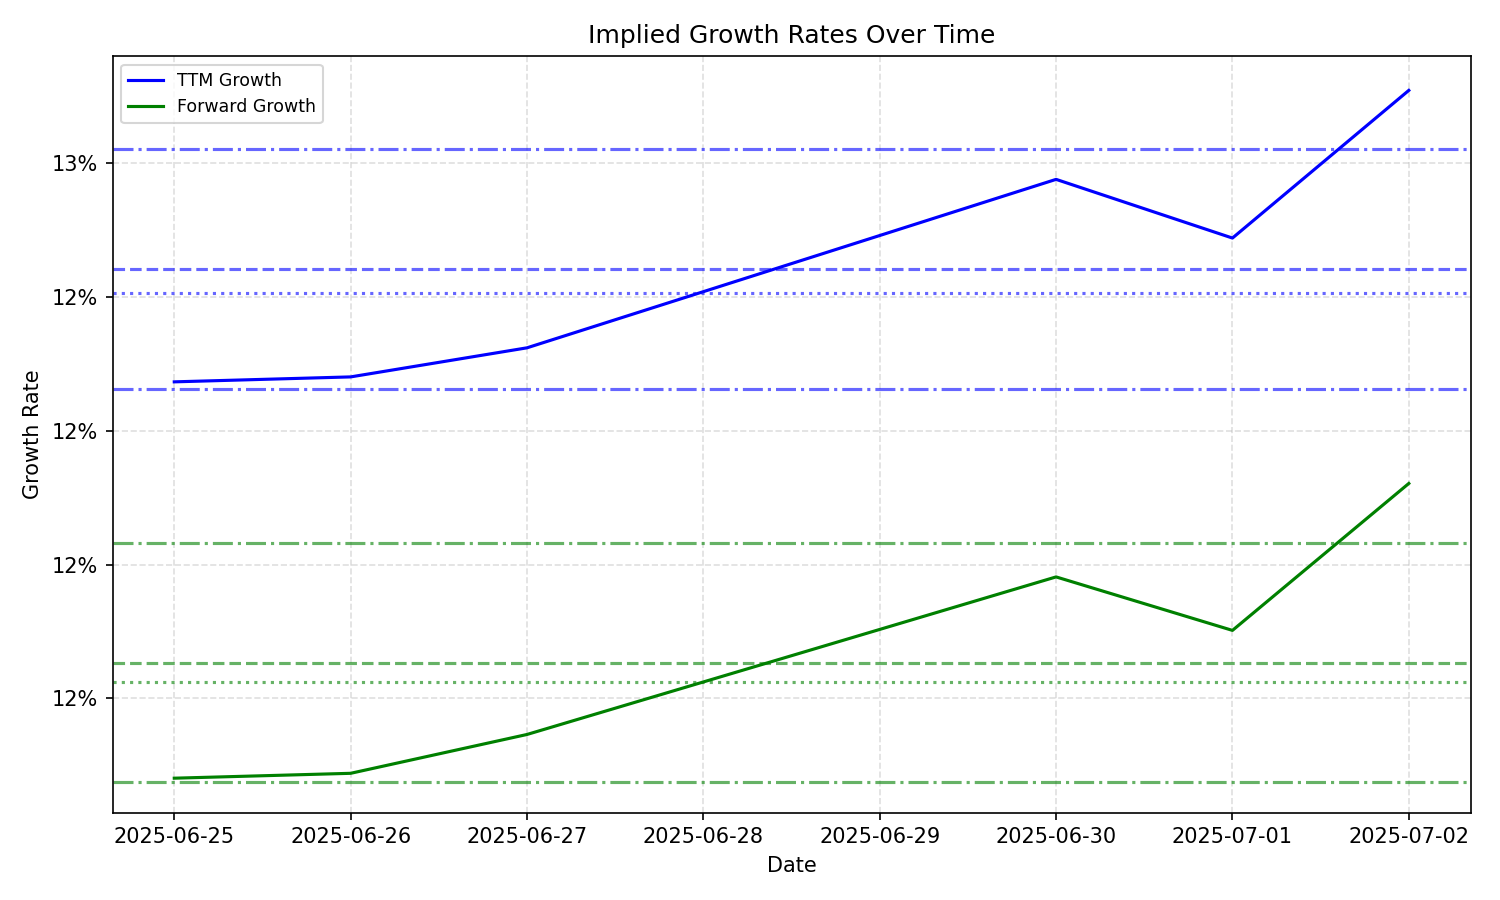 Implied Growth Rates Over Time
TTM Growth
Forward Growth
13%
12%
12%
12%
12%
Growth Rate
2025-06-25 2025-06-26 2025-06-27 2025-06-28 2025-06-29 2025-06-30 2025-07-01 2025-07-02
Date